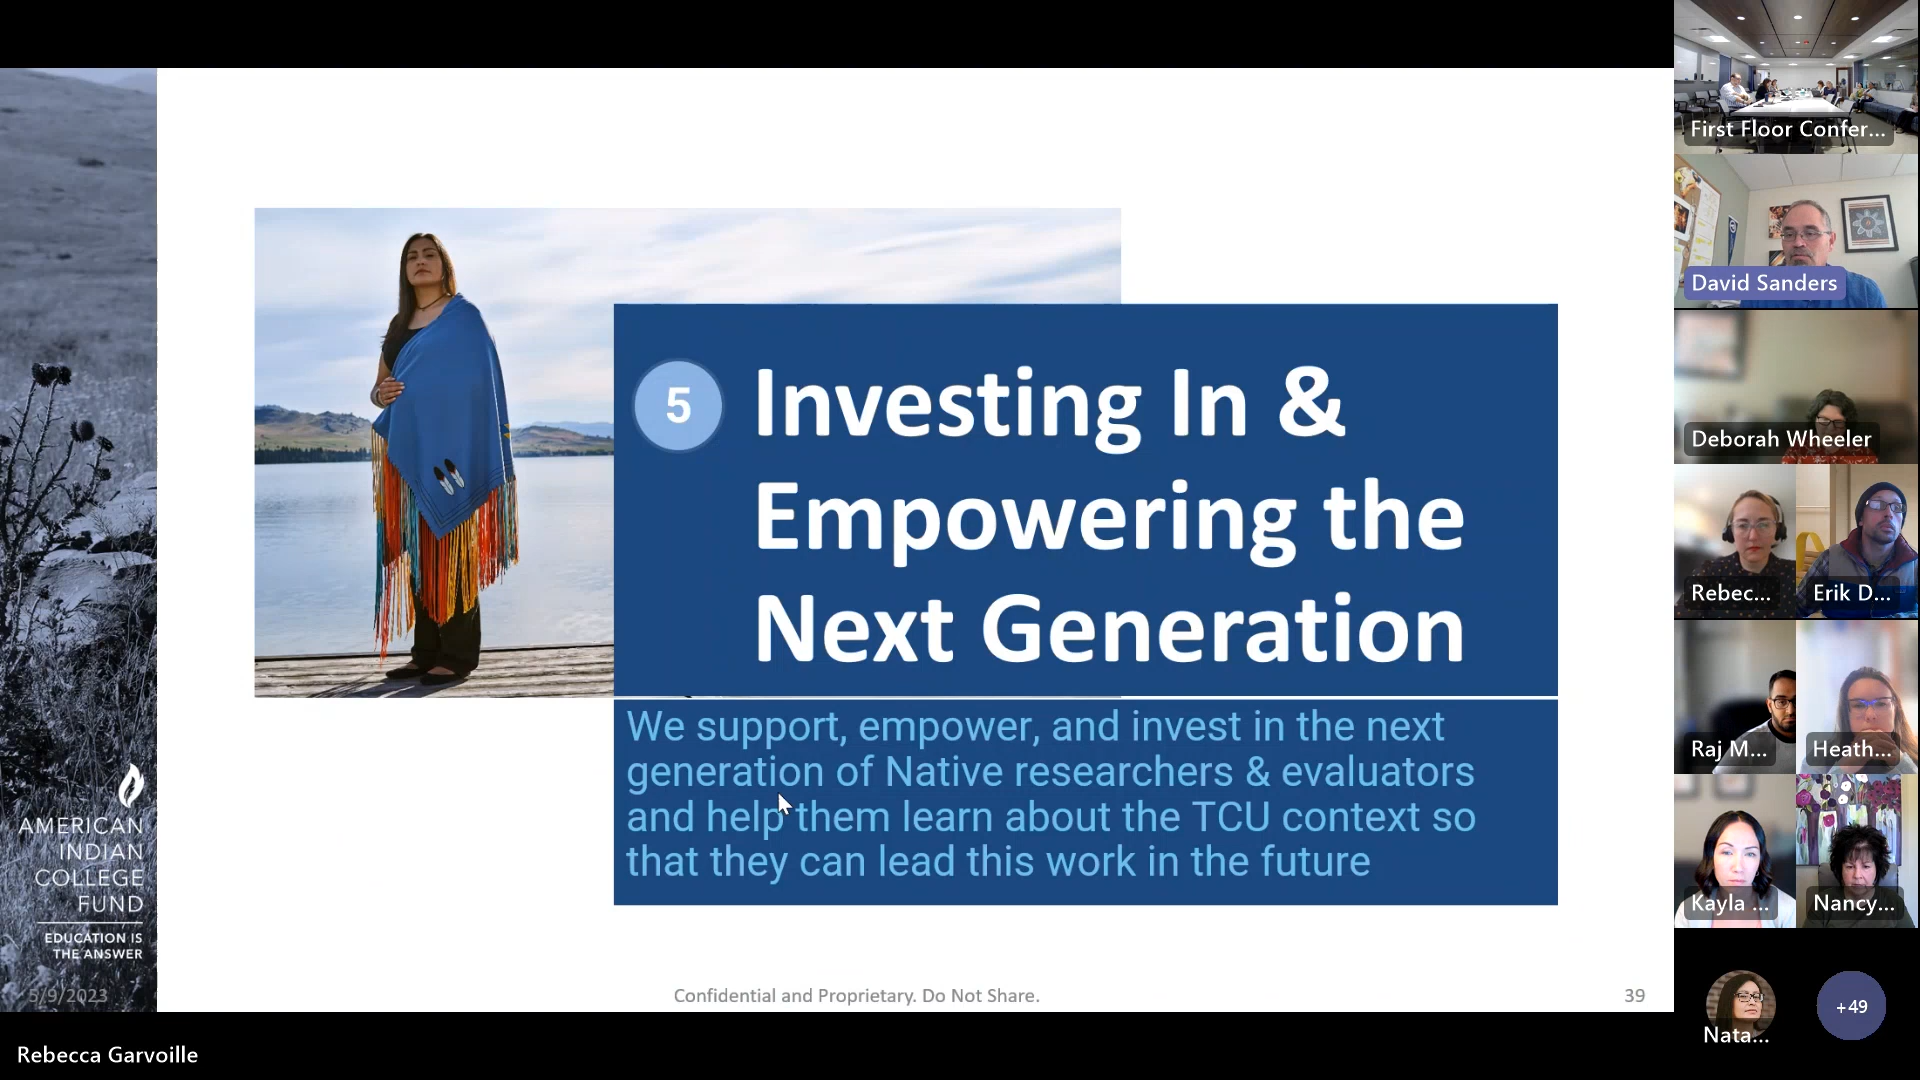 5
Investing In &
Empowering the
Next Generation
We support, empower, and invest in the next
generation of Native researchers & evaluators
and help them learn about the TCU context so
that they can lead this work in the future
AMERICAN
INDIAN
COLLEGE
FUND
EDUCATION IS
THE ANSWER
5/9/2023
Confidential and Proprietary. Do Not Share.
39
Rebecca Garvoille
First Floor Confer...
David Sanders
Deborah Wheeler
Rebec...
Erik D...
Raj M...
Heath...
Kayla ...
Nancy...
Nata...
+49